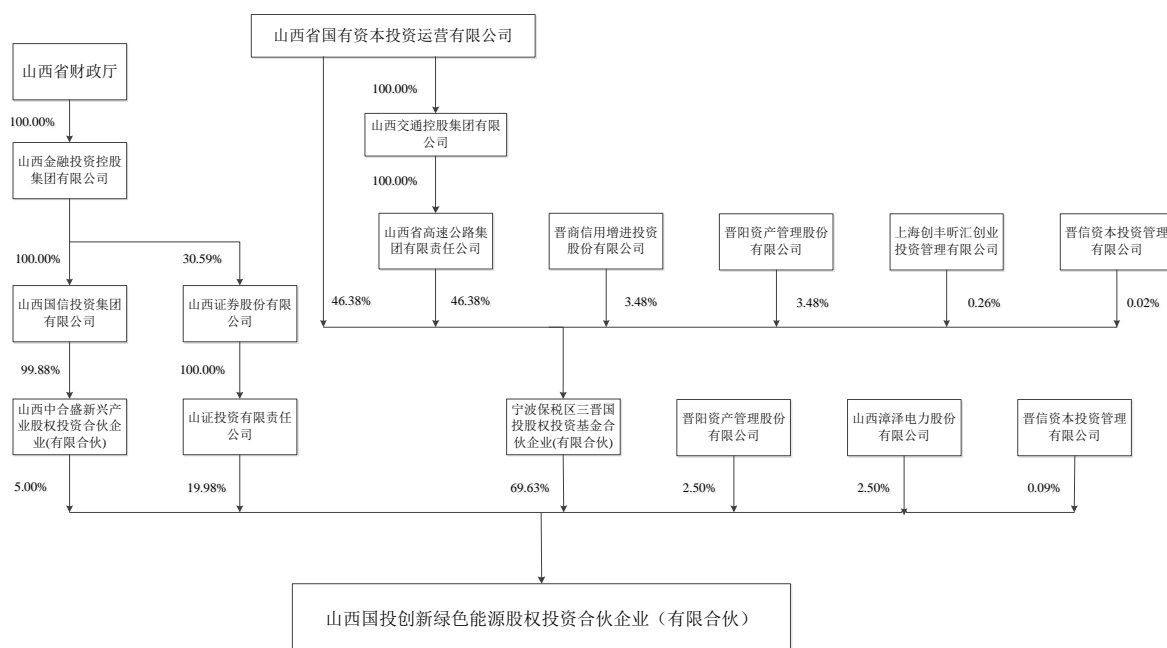 山西省国有资本投资运营有限公司
山西省财政厅
100.00%
100.00%
山西交通控股集团有限
公司
山西金融投资控股
集团有限公司
100.00%
山西省高速公路集
团有限责任公司
晋商信用增进投资
股份有限公司
晋阳资产管理股份
有限公司
上海创丰昕汇创业
投资管理有限公司
晋信资本投资管理
有限公司
100.00%
30.59%
山西国信投资集团
有限公司
山西证券股份有限
公司
46.38%
46.38%
3.48%
3.48%
0.26%
0.02%
99.88%
100.00%
山西中合盛新兴产
业股权投资合伙企
业(有限合伙)
山证投资有限责任
公司
宁波保税区三晋国
投股权投资基金合
伙企业(有限合伙)
晋阳资产管理股份
有限公司
山西漳泽电力股份
有限公司
晋信资本投资管理
有限公司
5.00%
19.98%
69.63%
2.50%
2.50%
0.09%
山西国投创新绿色能源股权投资合伙企业（有限合伙）